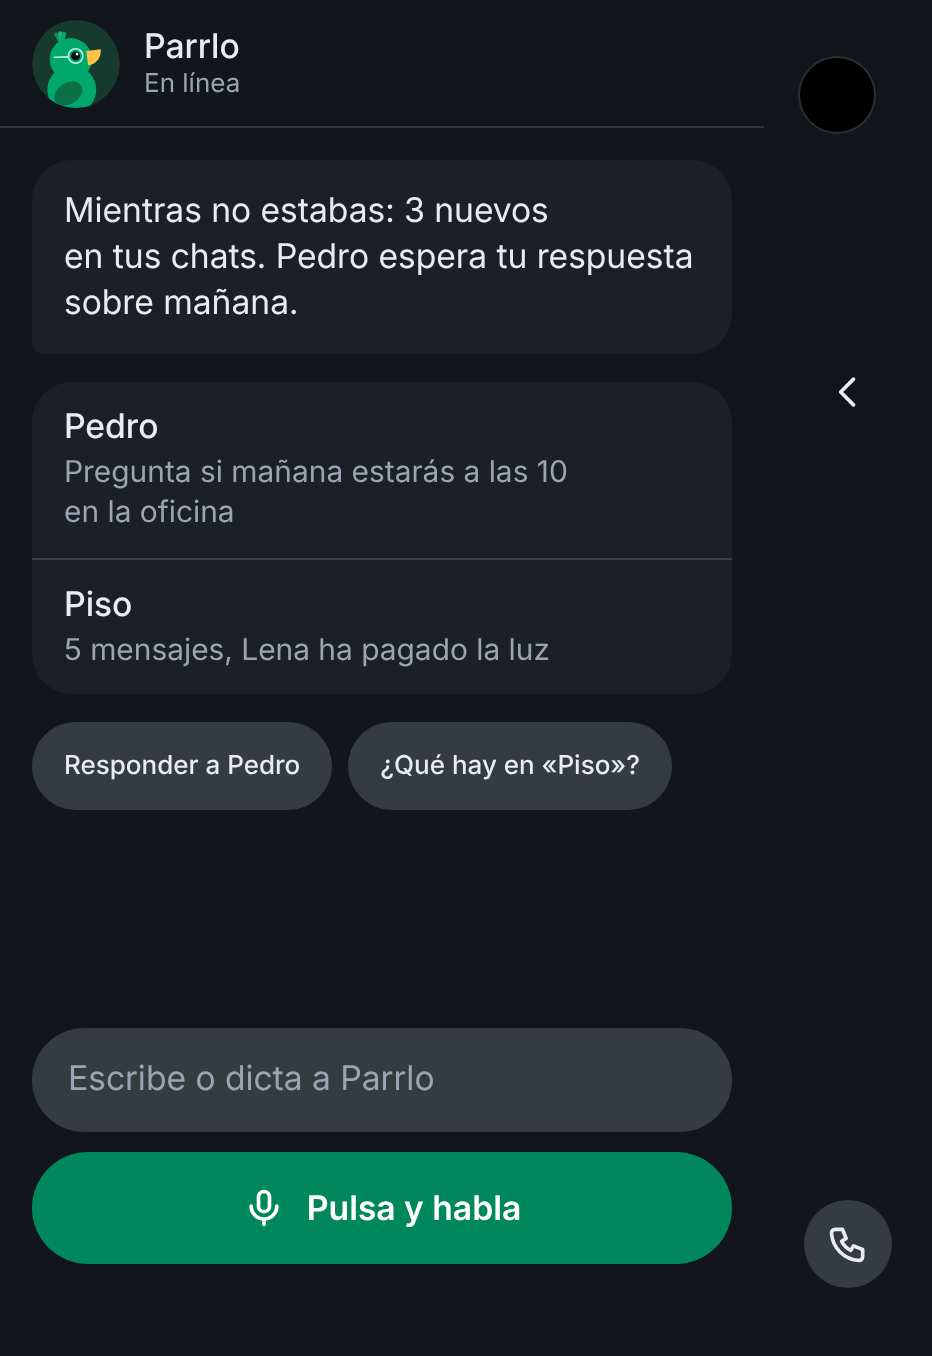 Parrlo
En línea
Mientras no estabas: 3 nuevos
en tus chats. Pedro espera tu respuesta
sobre mañana.
Pedro
Pregunta si mañana estarás a las 10
en la oficina
Piso
5 mensajes, Lena ha pagado la luz
Responder a Pedro
¿Qué hay en «Piso»?
Escribe o dicta a Parrlo
Pulsa y habla